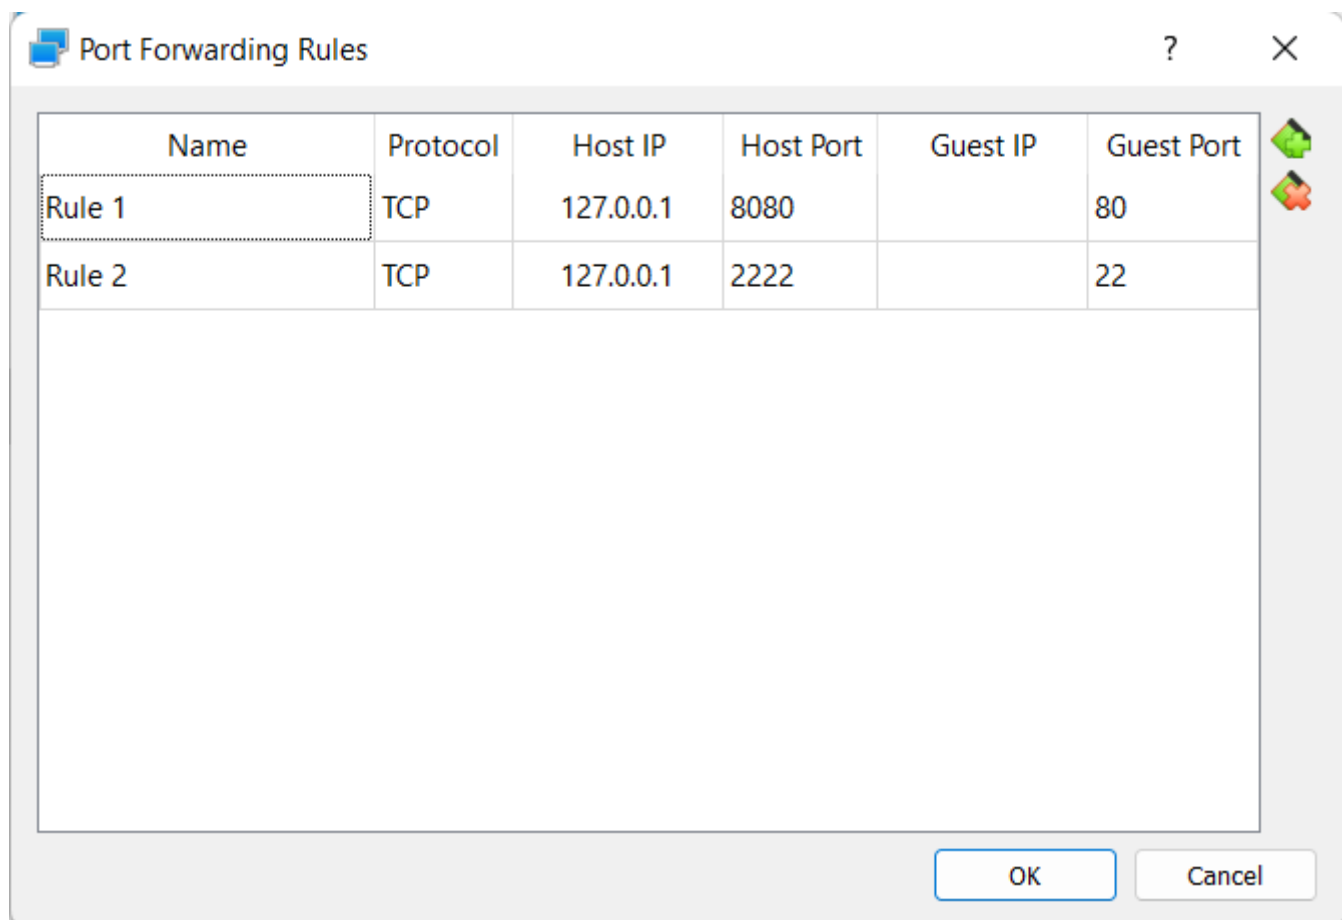 Port Forwarding Rules ?
Name Protocol Host IP Host Port Guest IP Guest Port
Rule 1 TCP 127.0.0.1 8080 80
Rule 2 TCP 127.0.0.1 2222 22
OK Cancel